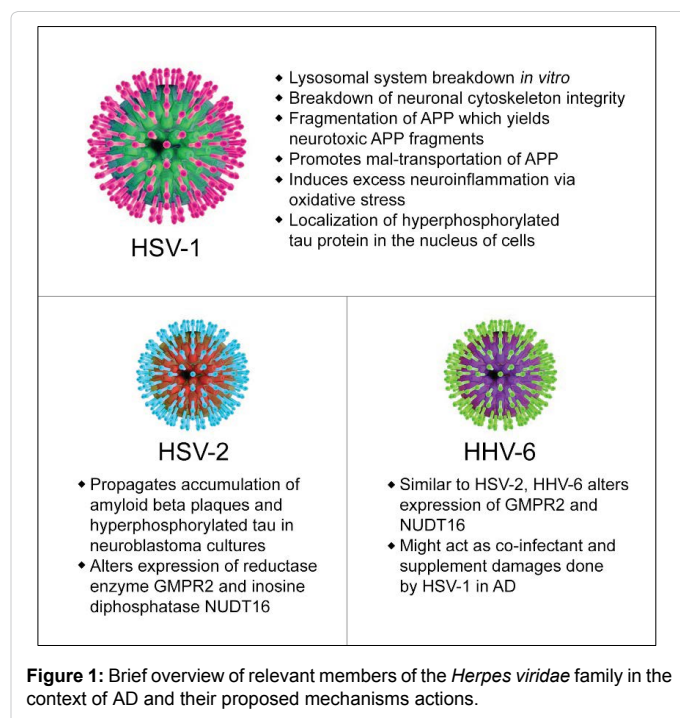 ◆ Lysosomal system breakdown in vitro
◆ Breakdown of neuronal cytoskeleton integrity
◆ Fragmentation of APP which yields
neurotoxic APP fragments
◆ Promotes mal-transportation of APP
◆ Induces excess neuroinflammation via
oxidative stress
◆ Localization of hyperphosphorylated
tau protein in the nucleus of cells
HSV-1
HSV-2
◆ Propagates accumulation of
amyloid beta plaques and
hyperphosphorylated tau in
neuroblastoma cultures
◆ Alters expression of reductase
enzyme GMPR2 and inosine
diphosphatase NUDT16
HHV-6
◆ Similar to HSV-2, HHV-6 alters
expression of GMPR2 and
NUDT16
◆ Might act as co-infectant and
supplement damages done
by HSV-1 in AD
Figure 1: Brief overview of relevant members of the Herpes viridae family in the
context of AD and their proposed mechanisms actions.